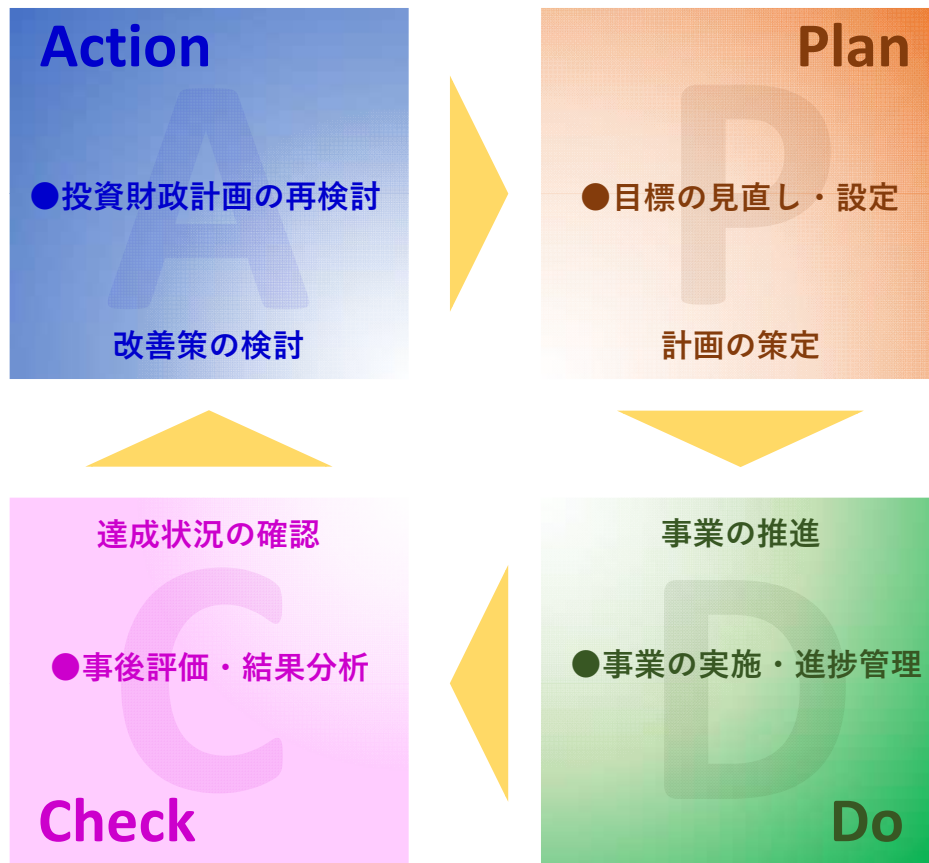 Action
A
●投資財政計画の再検討
改善策の検討
Plan
P
●目標の見直し・設定
計画の策定
達成状況の確認
C
●事後評価・結果分析
Check
事業の推進
D
●事業の実施・進捗管理
Do